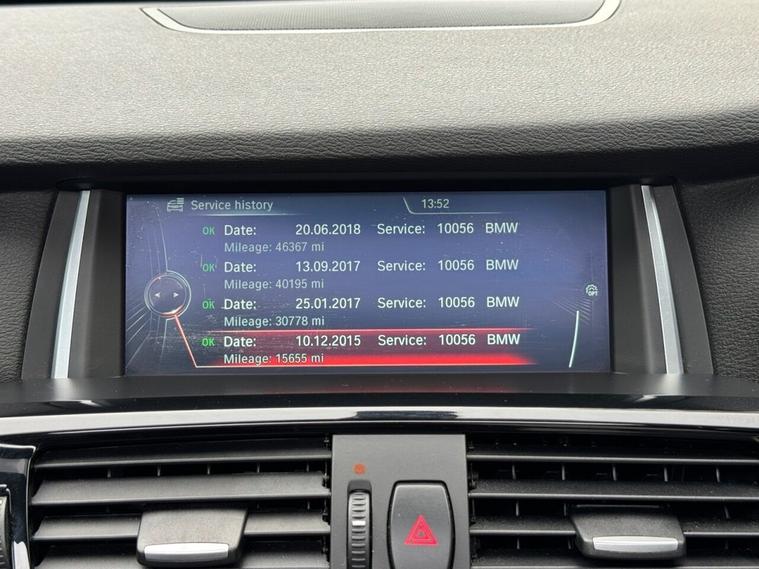 Service history 13:52
OK Date: 20.06.2018 Service: 10056 BMW
Mileage: 46367 mi
OK Date: 13.09.2017 Service: 10056 BMW
Mileage: 40195 mi
OK Date: 25.01.2017 Service: 10056 BMW
Mileage: 30778 mi
OK Date: 10.12.2015 Service: 10056 BMW
Mileage: 15655 mi